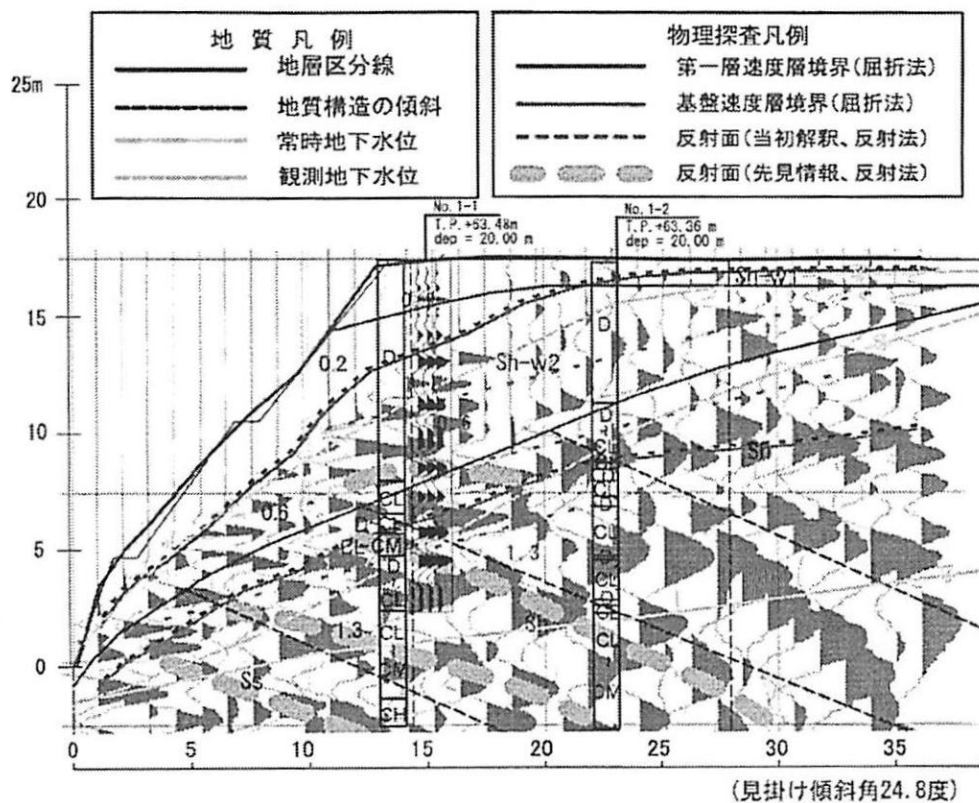 地 質 凡 例
地層区分線
地質構造の傾斜
常時地下水位
観測地下水位
物理探査凡例
第一層速度層境界(屈折法)
基盤速度層境界(屈折法)
反射面(当初解釈、反射法)
反射面(先見情報、反射法)
25m
20
15
10
5
0
No. 1-1
T.P.+63.48m
dep = 20.00 m
No. 1-2
T.P.+63.36 m
dep = 20.00 m
Sh-w2
D
D
0.2
D
Sh
CL
0.6
CL
CM
D
1.3
CL
D
CL
1.3
CL
CL
Ss
CM
CH
0 5 10 15 20 25 30 35
(見掛け傾斜角24.8度)